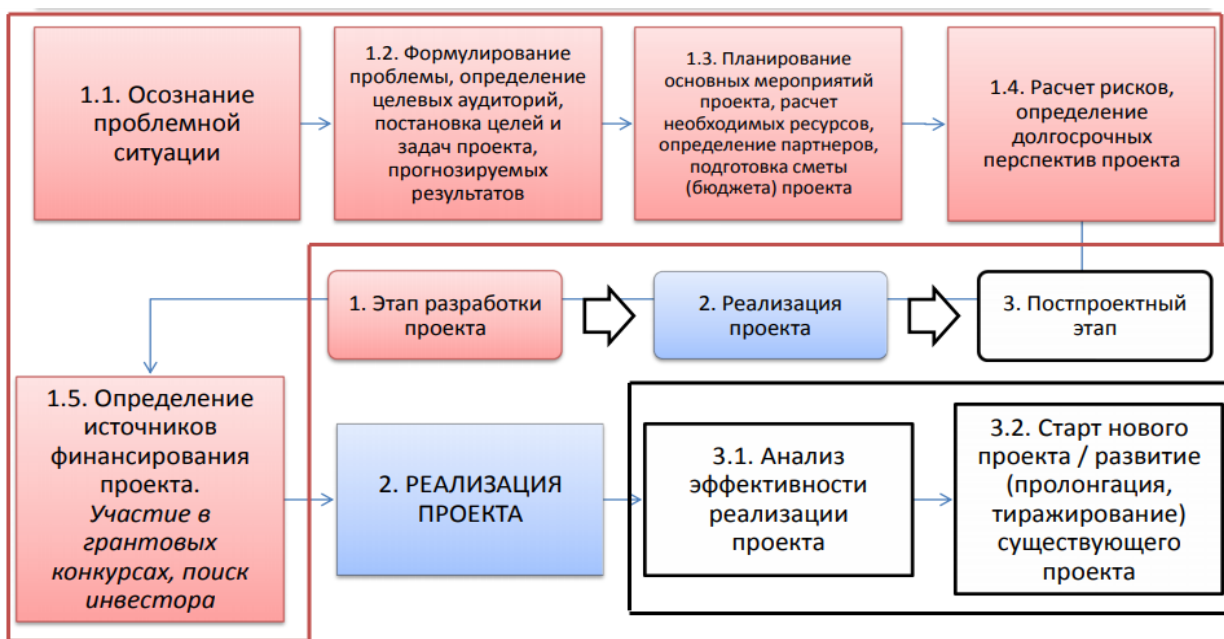 1.1. Осознание
проблемной
ситуации
1.2. Формулирование
проблемы, определение
целевых аудиторий,
постановка целей и
задач проекта,
прогнозируемых
результатов
1.3. Планирование
основных мероприятий
проекта, расчет
необходимых ресурсов,
определение партнеров,
подготовка сметы
(бюджета) проекта
1.4. Расчет рисков,
определение
долгосрочных
перспектив проекта
1. Этап разработки
проекта
2. Реализация
проекта
3. Постпроектный
этап
1.5. Определение
источников
финансирования
проекта.
Участие в
грантовых
конкурсах, поиск
инвестора
2. РЕАЛИЗАЦИЯ
ПРОЕКТА
3.1. Анализ
эффективности
реализации
проекта
3.2. Старт нового
проекта / развитие
(пролонгация,
тиражирование)
существующего
проекта